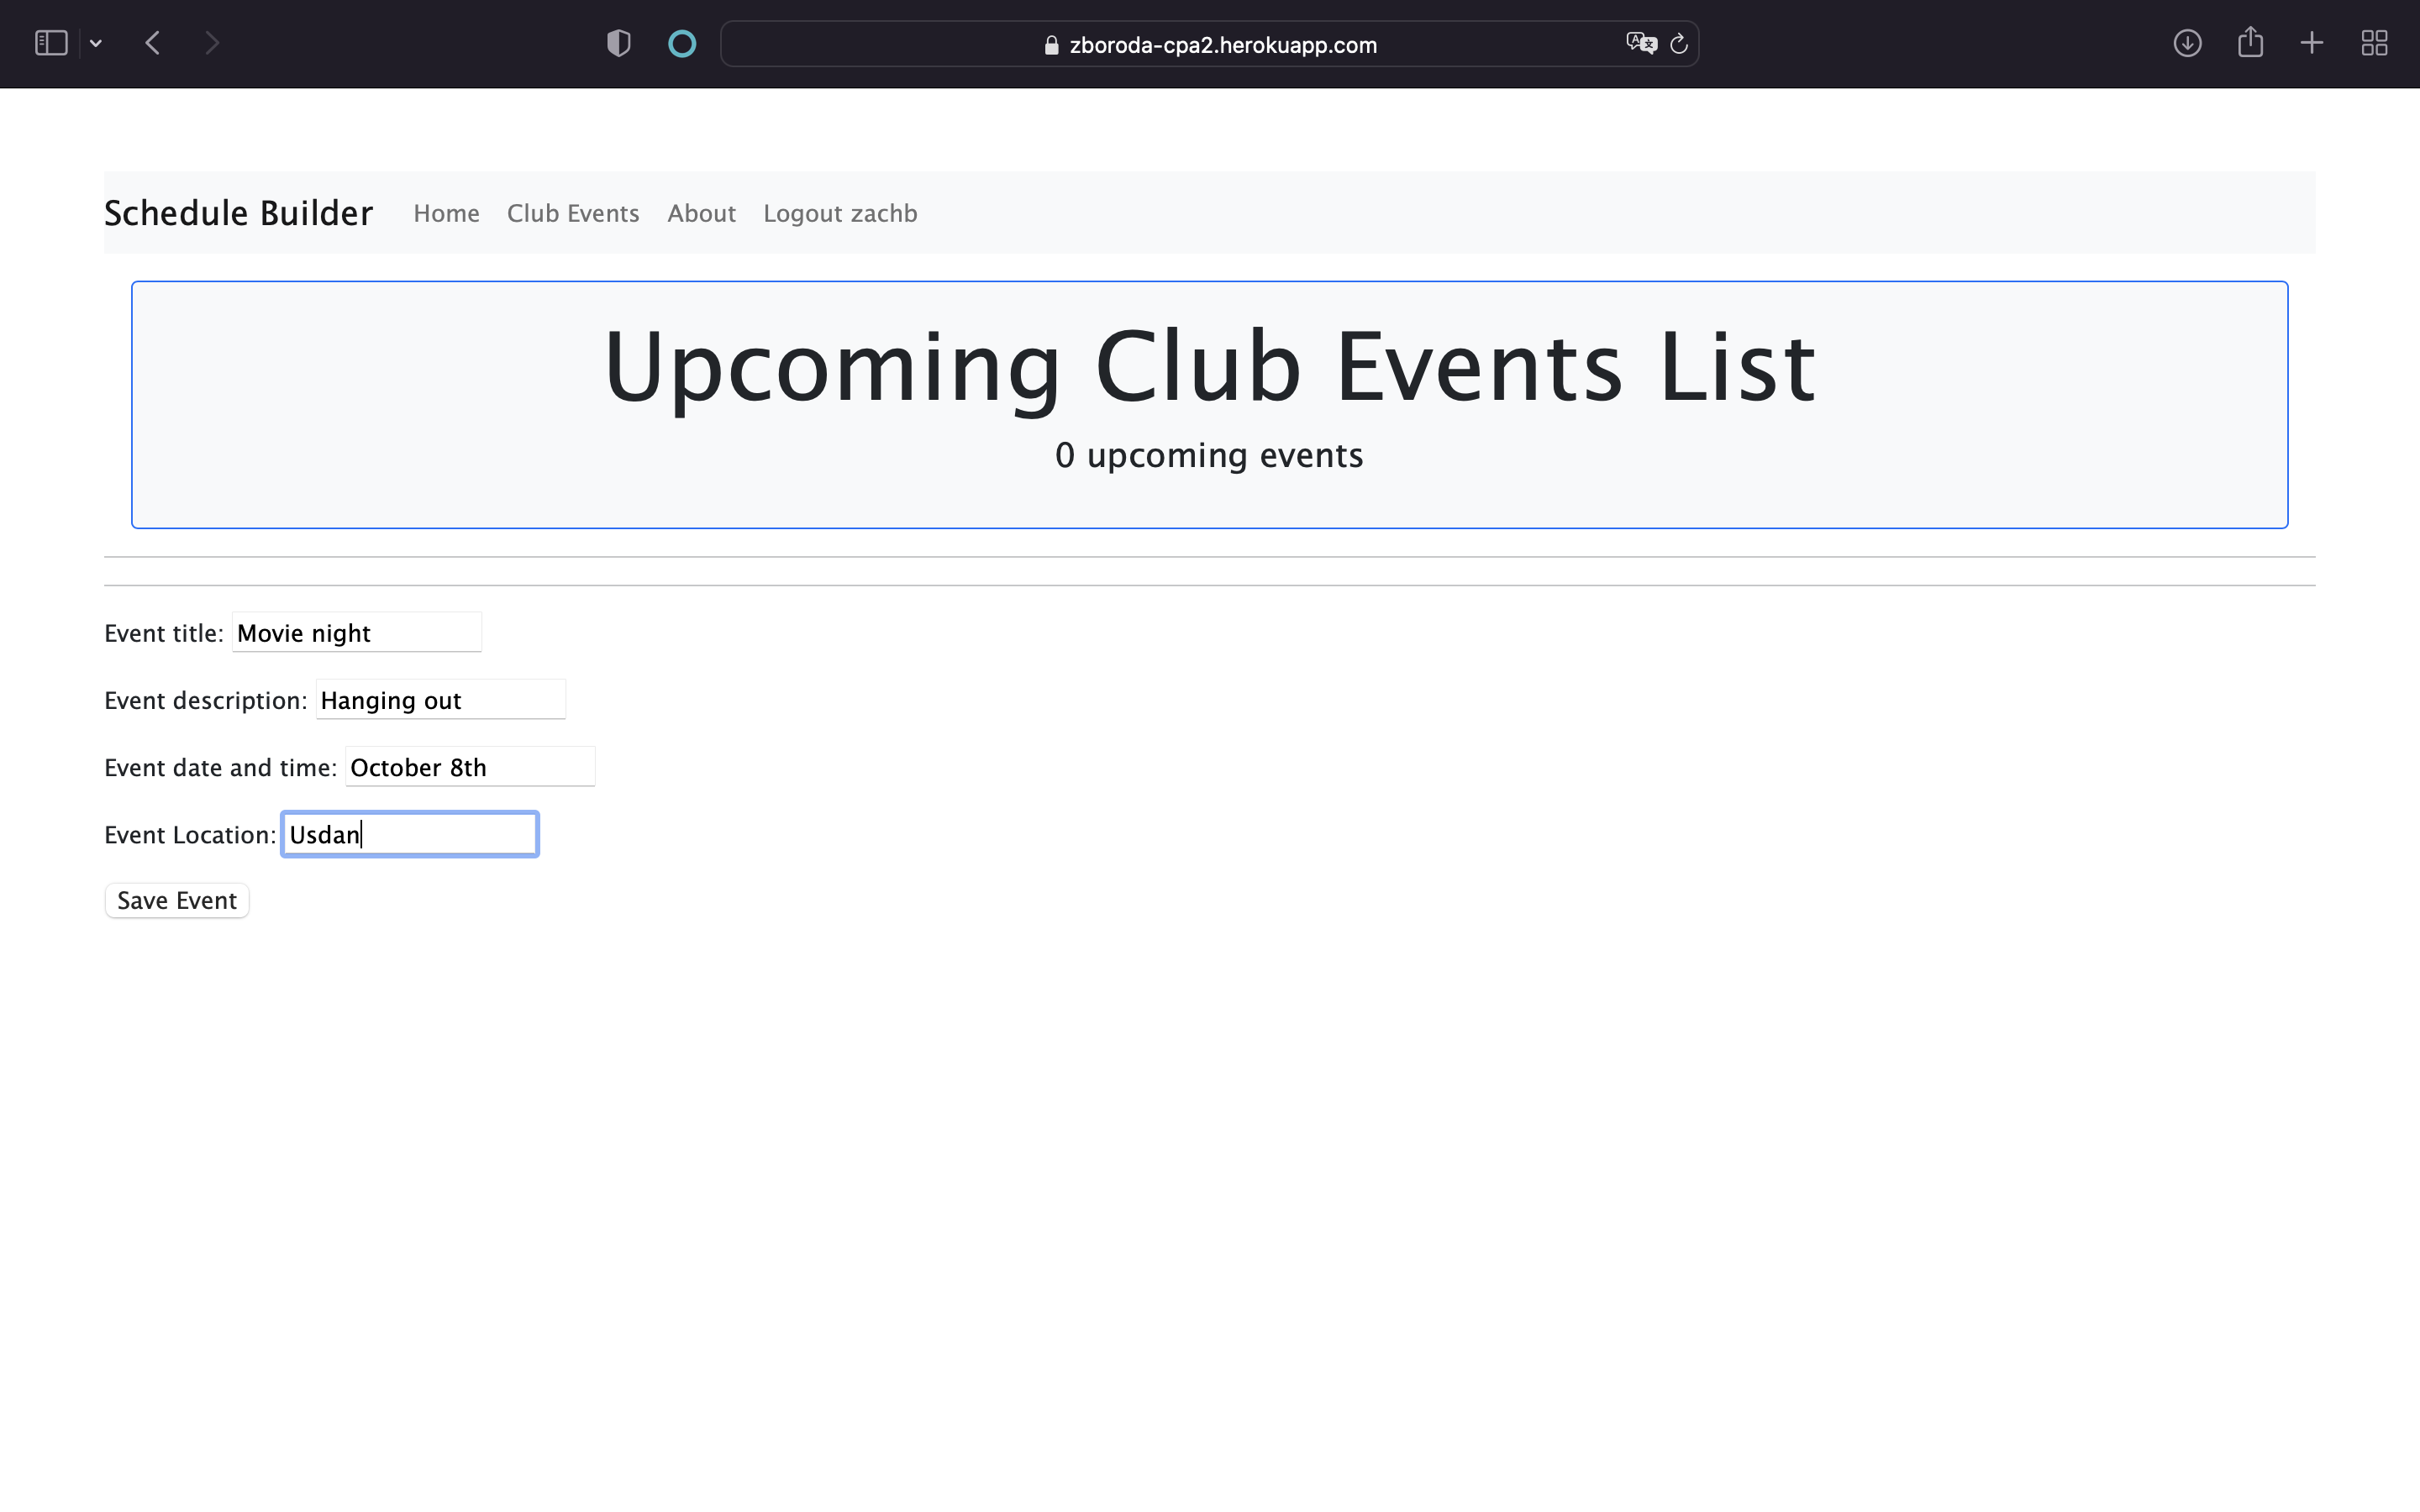 zboroda-cpa2.herokuapp.com
Schedule Builder Home Club Events About Logout zachb
Upcoming Club Events List
0 upcoming events
Event title: Movie night
Event description: Hanging out
Event date and time: October 8th
Event Location: Usdan
Save Event